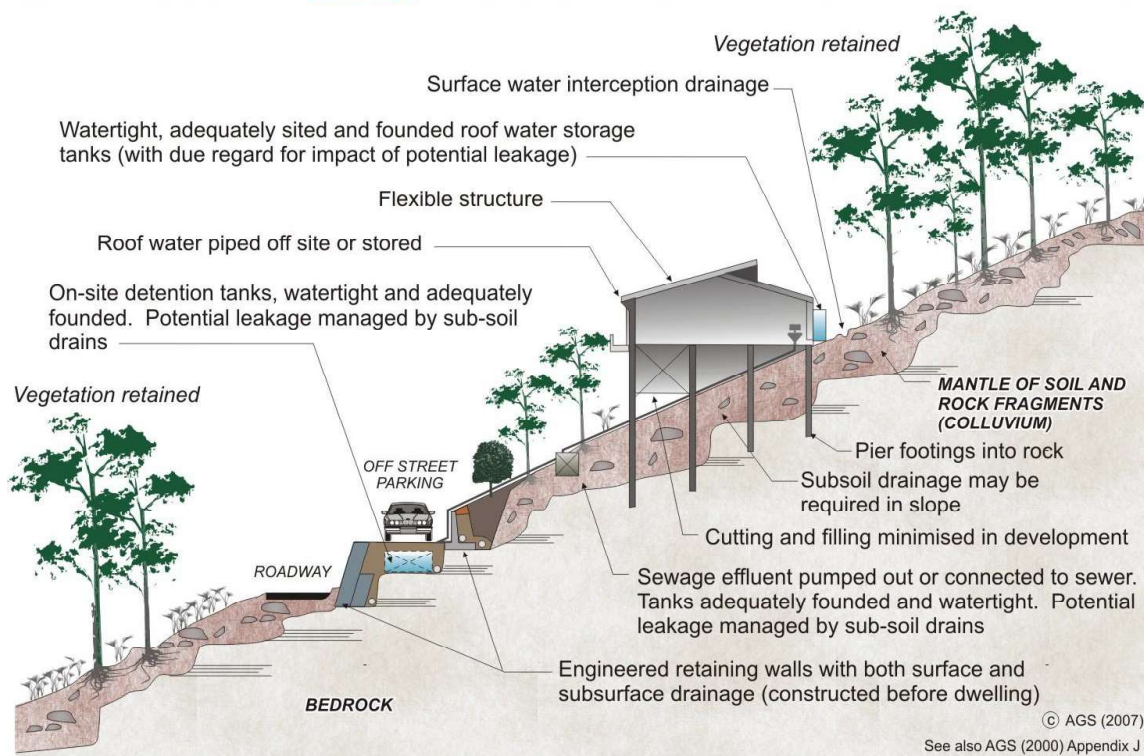 Vegetation retained
Surface water interception drainage
Watertight, adequately sited and founded roof water storage
tanks (with due regard for impact of potential leakage)
Flexible structure
Roof water piped off site or stored
On-site detention tanks, watertight and adequately
founded. Potential leakage managed by sub-soil
drains
Vegetation retained
MANTLE OF SOIL AND
ROCK FRAGMENTS
(COLLUVIUM)
Pier footings into rock
OFF STREET
PARKING
Subsoil drainage may be
required in slope
Cutting and filling minimised in development
ROADWAY
Sewage effluent pumped out or connected to sewer.
Tanks adequately founded and watertight. Potential
leakage managed by sub-soil drains
Engineered retaining walls with both surface and
subsurface drainage (constructed before dwelling)
BEDROCK
© AGS (2007)
See also AGS (2000) Appendix J